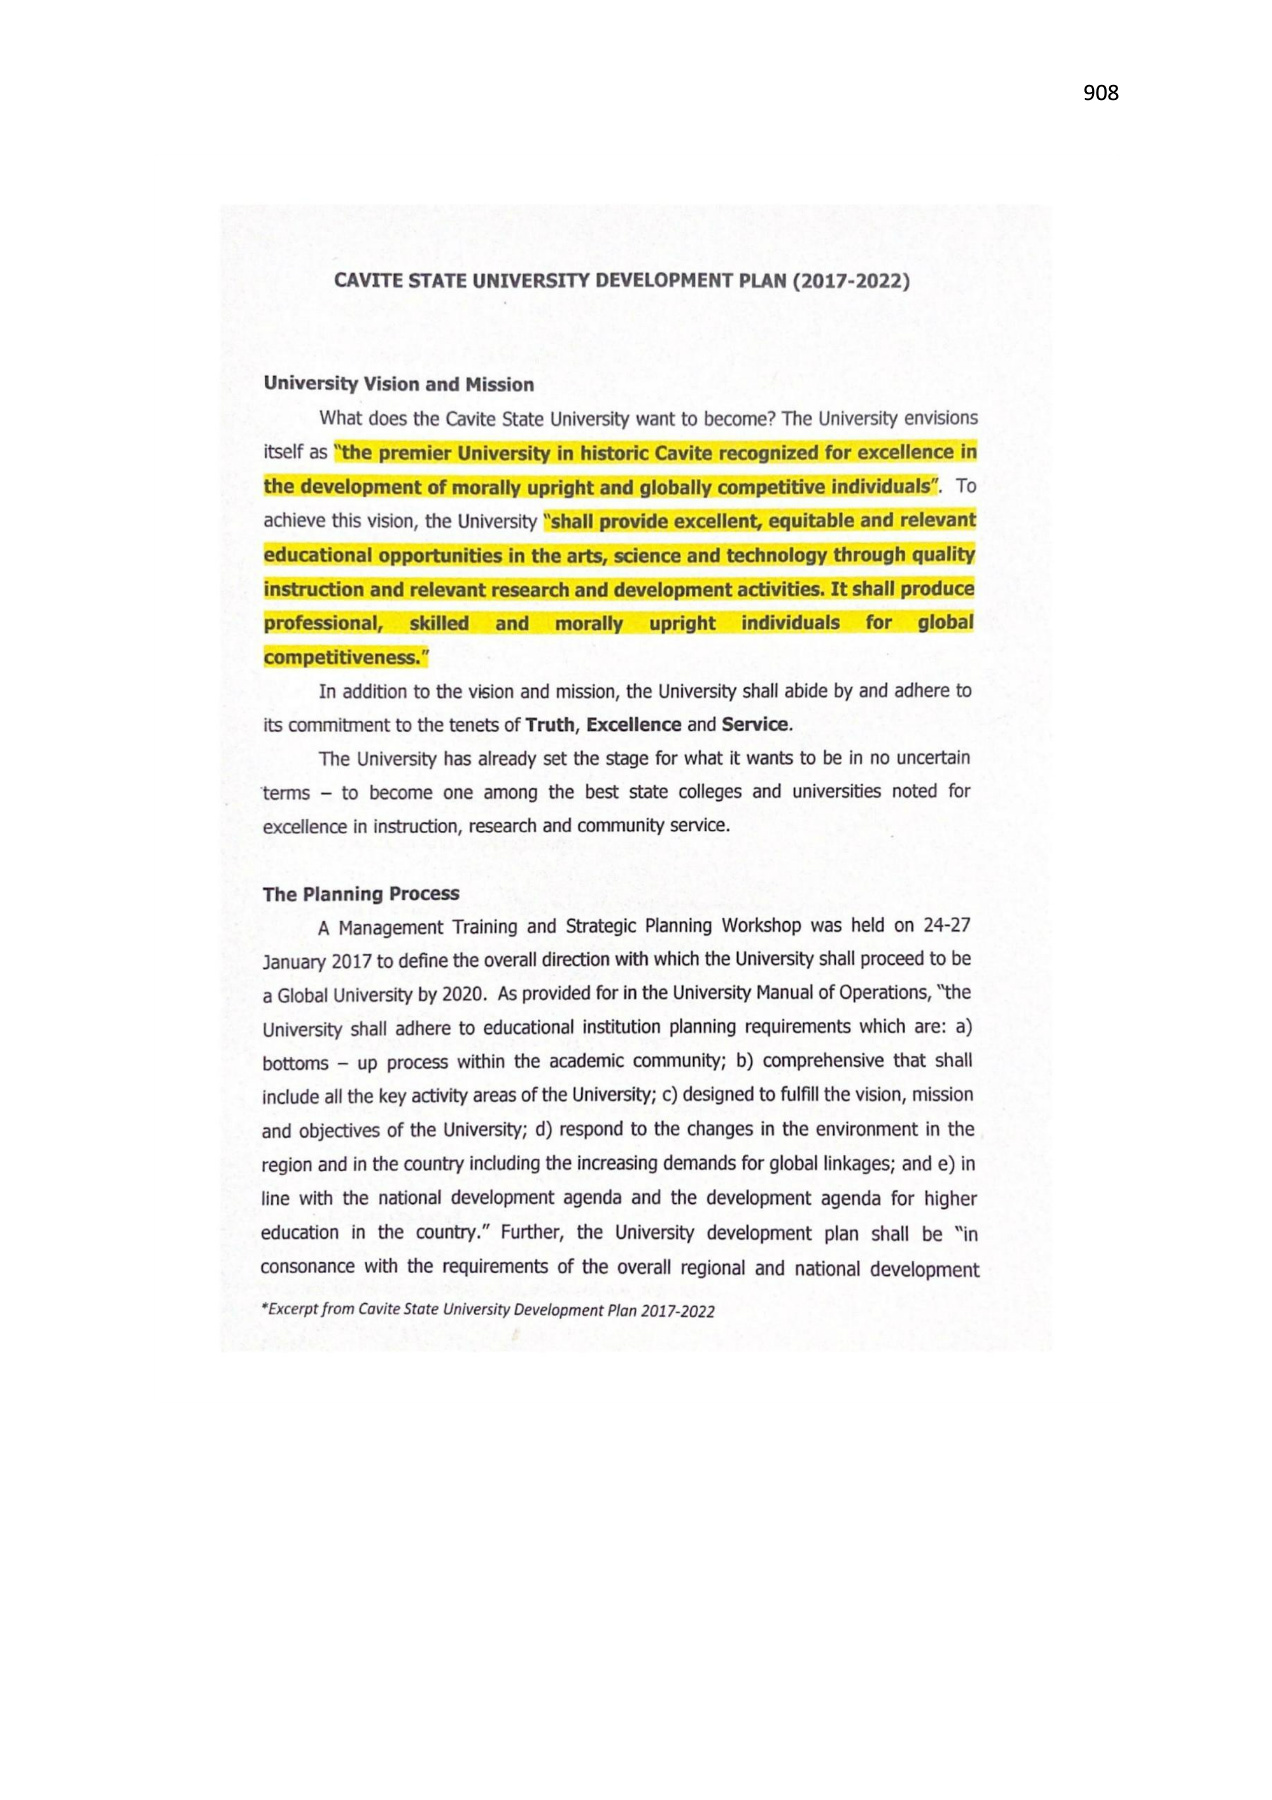 908
CAVITE STATE UNIVERSITY DEVELOPMENT PLAN (2017-2022)
University Vision and Mission
What does the Cavite State University want to become? The University envisions
itself as "the premier University in historic Cavite recognized for excellence in
the development of morally upright and globally competitive individuals". To
achieve this vision, the University "shall provide excellent, equitable and relevant
educational opportunities in the arts, science and technology through quality
instruction and relevant research and development activities. It shall produce
professional, skilled and morally upright individuals for global
competitiveness."
In addition to the vision and mission, the University shall abide by and adhere to
its commitment to the tenets of Truth, Excellence and Service.
The University has already set the stage for what it wants to be in no uncertain
terms – to become one among the best state colleges and universities noted for
excellence in instruction, research and community service.
The Planning Process
A Management Training and Strategic Planning Workshop was held on 24-27
January 2017 to define the overall direction with which the University shall proceed to be
a Global University by 2020. As provided for in the University Manual of Operations, "the
University shall adhere to educational institution planning requirements which are: a)
bottoms – up process within the academic community; b) comprehensive that shall
include all the key activity areas of the University; c) designed to fulfill the vision, mission
and objectives of the University; d) respond to the changes in the environment in the
region and in the country including the increasing demands for global linkages; and e) in
line with the national development agenda and the development agenda for higher
education in the country." Further, the University development plan shall be "in
consonance with the requirements of the overall regional and national development
*Excerpt from Cavite State University Development Plan 2017-2022